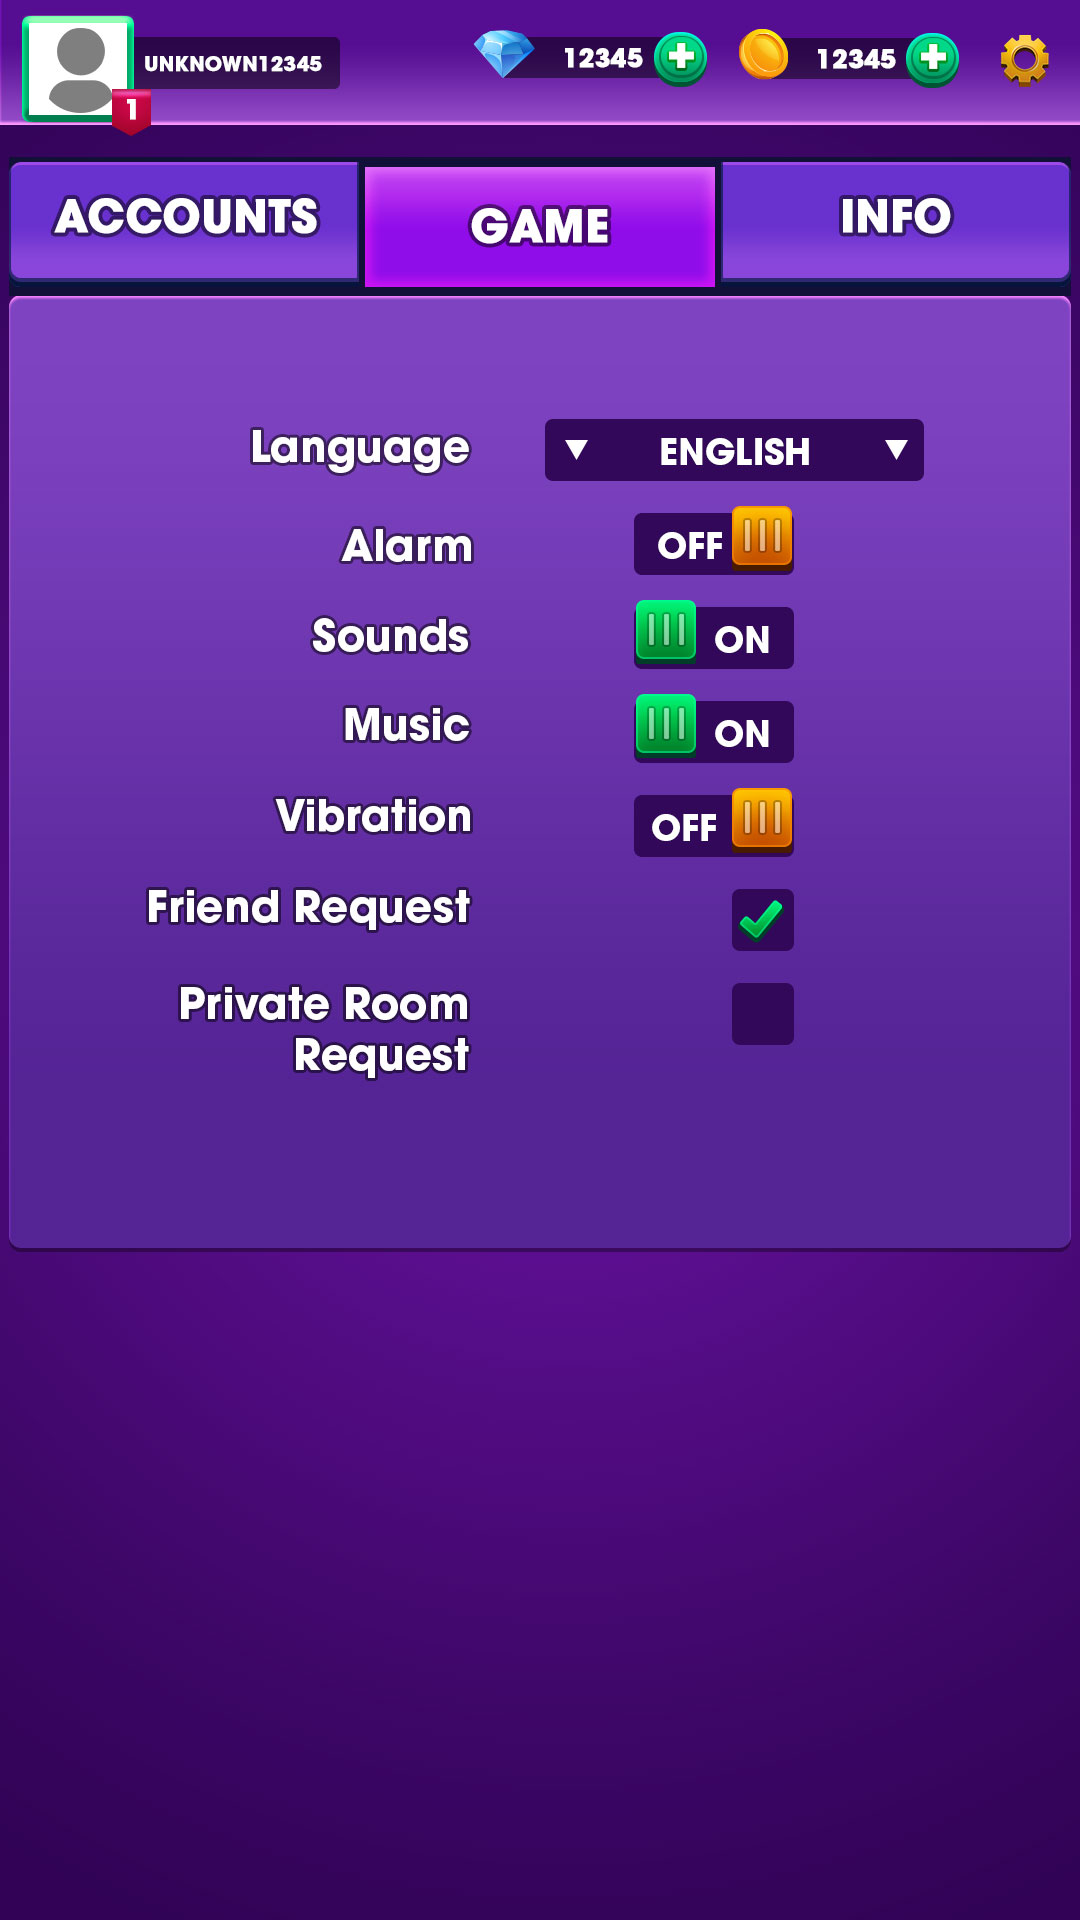 UNKNOWN12345
12345
12345
1
ACCOUNTS
GAME
INFO
Language
ENGLISH
Alarm
OFF
Sounds
ON
Music
ON
Vibration
OFF
Friend Request
Private Room
Request